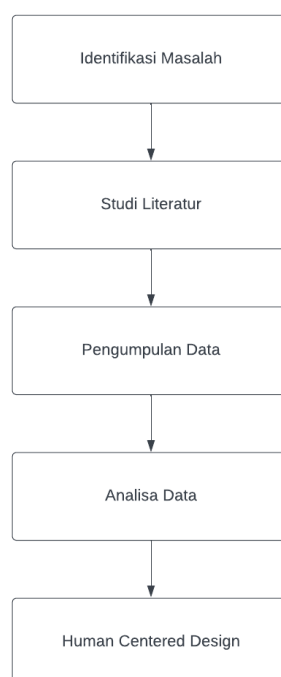 Identifikasi Masalah
Studi Literatur
Pengumpulan Data
Analisa Data
Human Centered Design